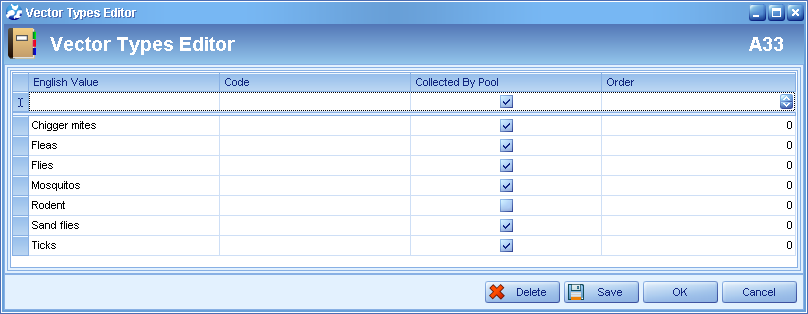 Vector Types Editor
Vector Types Editor A33
English Value Code Collected By Pool Order
Chigger mites 0
Fleas 0
Flies 0
Mosquitos 0
Rodent 0
Sand flies 0
Ticks 0
Delete Save OK Cancel